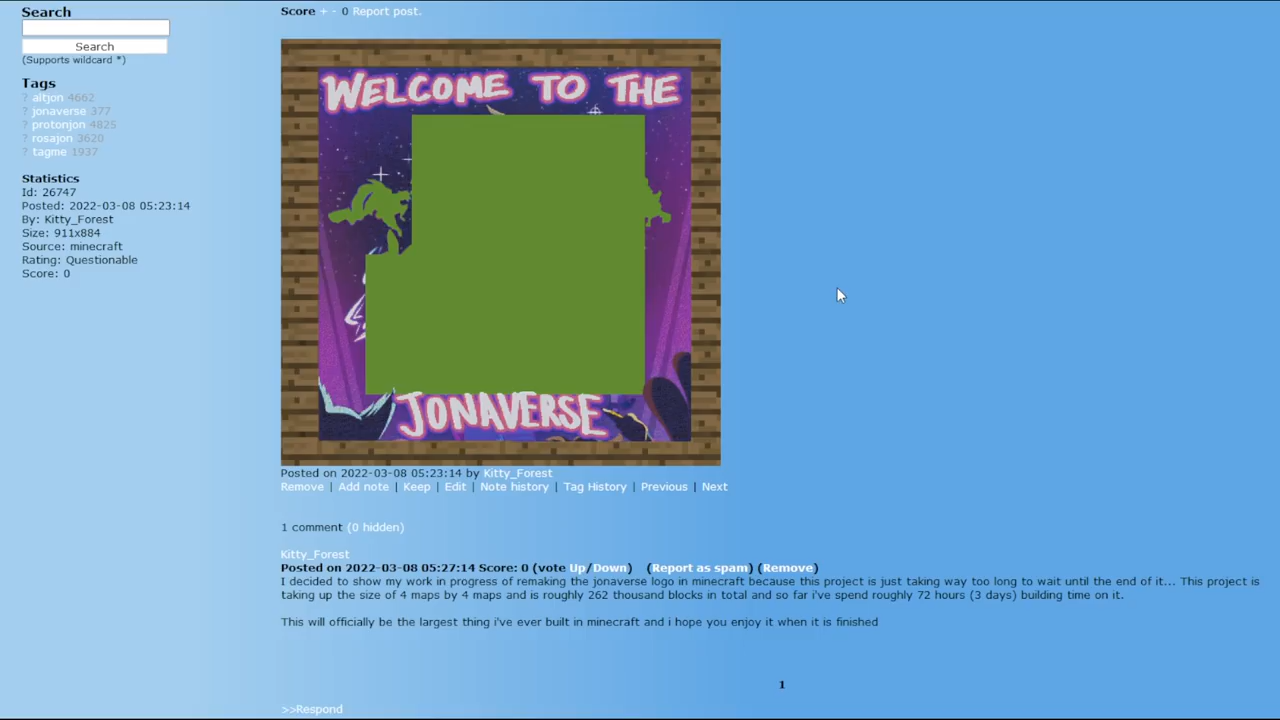 Search
Search
(Supports wildcard *)
Tags
? altjon 4662
? jonaverse 377
? protonjon 4825
? rosajon 3620
? tagme 1937
Statistics
Id: 26747
Posted: 2022-03-08 05:23:14
By: Kitty_Forest
Size: 911x884
Source: minecraft
Rating: Questionable
Score: 0
Score + - 0 Report post.
WELCOME TO THE
JONAVERSE
Posted on 2022-03-08 05:23:14 by Kitty_Forest
Remove | Add note | Keep | Edit | Note history | Tag History | Previous | Next
1 comment (0 hidden)
Kitty_Forest
Posted on 2022-03-08 05:27:14 Score: 0 (vote Up/Down) (Report as spam) (Remove)
I decided to show my work in progress of remaking the jonaverse logo in minecraft because this project is just taking way too long to wait until the end of it... This project is
taking up the size of 4 maps by 4 maps and is roughly 262 thousand blocks in total and so far i've spend roughly 72 hours (3 days) building time on it.
This will officially be the largest thing i've ever built in minecraft and i hope you enjoy it when it is finished
1
>>Respond